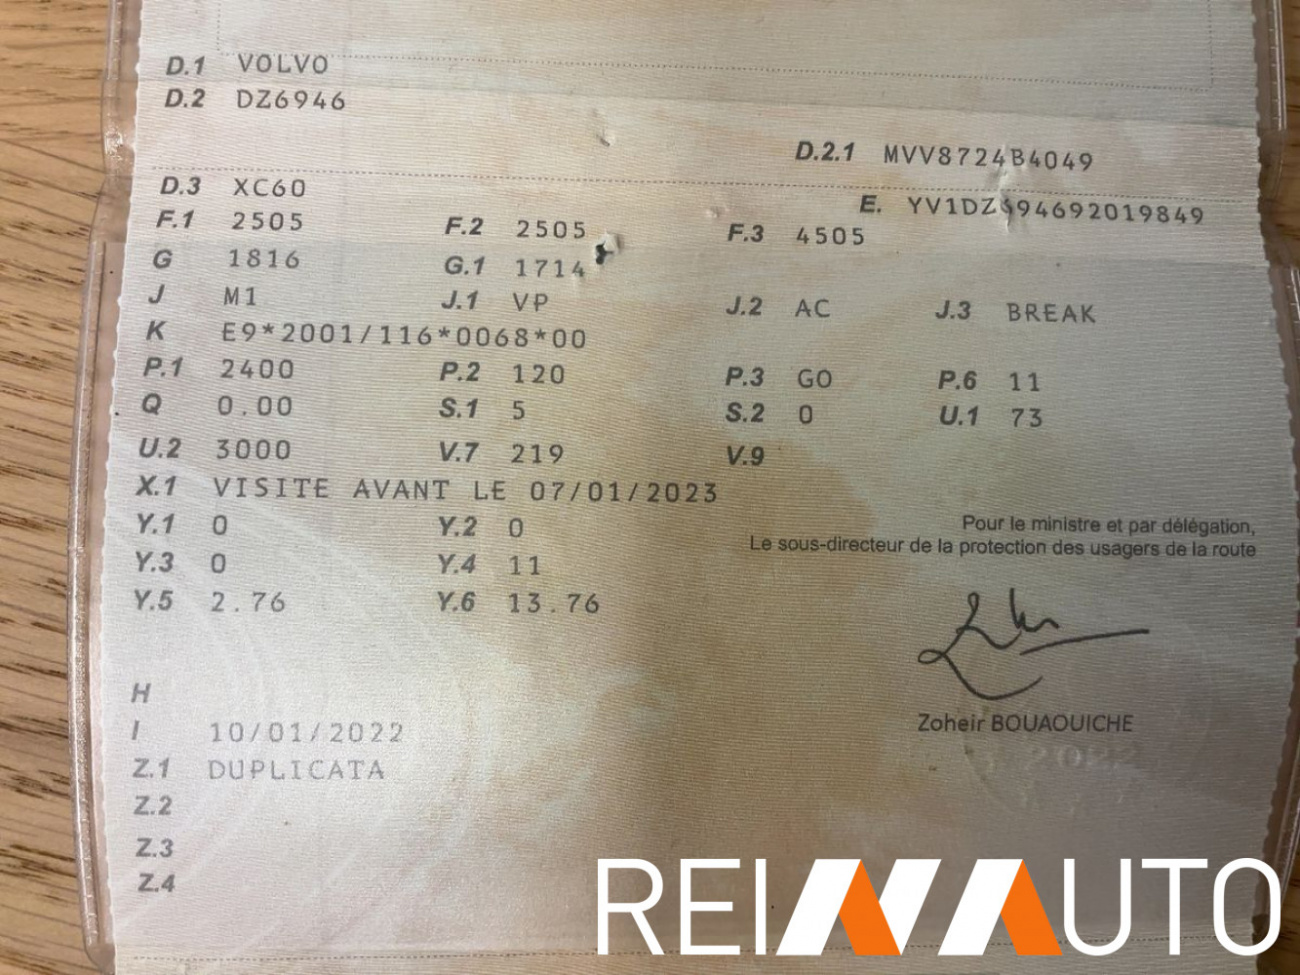 D.1 VOLVO
D.2 DZ6946
D.2.1 MVV8724B4049
D.3 XC60
E. YV1DZ
94692019849
F.1 2505 F.2 2505 F.3 4505
G 1816 G.1 1714
J M1 J.1 VP J.2 AC J.3 BREAK
K E9*2001/116*0068*00
P.1 2400 P.2 120 P.3 GO P.6 11
Q 0.00 S.1 5 S.2 0 U.1 73
U.2 3000 V.7 219 V.9
X.1 VISITE AVANT LE 07/01/2023
Y.1 0 Y.2 0
Y.3 0 Y.4 11
Y.5 2.76 Y.6 13.76
Pour le ministre et par délégation,
Le sous-directeur de la protection des usagers de la route
Zoheir BOUAOUICHE
H
I 10/01/2022
Z.1 DUPLICATA
Z.2
Z.3
Z.4
REINAUTO